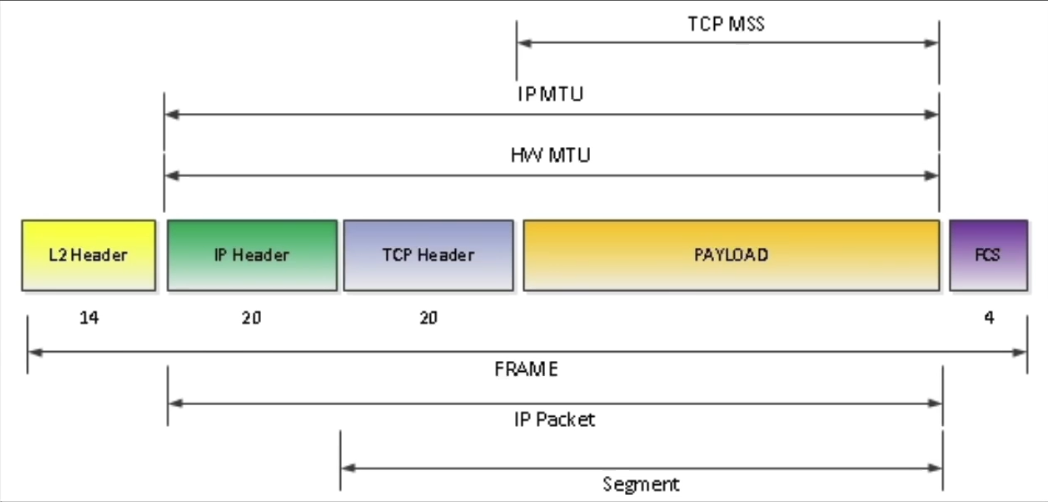 TCP MSS
IP MTU
HW MTU
L2 Header
IP Header
TCP Header
PAYLOAD
FCS
14
20
20
4
FRAME
IP Packet
Segment